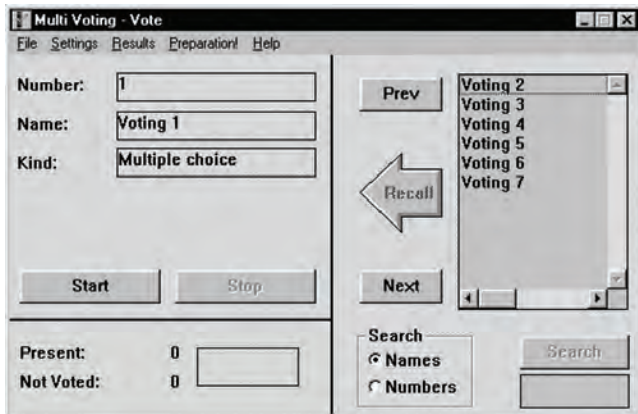 Multi Voting - Vote
File Settings Results Preparation! Help
Number: 1
Name: Voting 1
Kind: Multiple choice
Start Stop
Present: 0
Not Voted: 0
Prev
Recall
Next
Voting 2
Voting 3
Voting 4
Voting 5
Voting 6
Voting 7
Search
Names
Numbers
Search